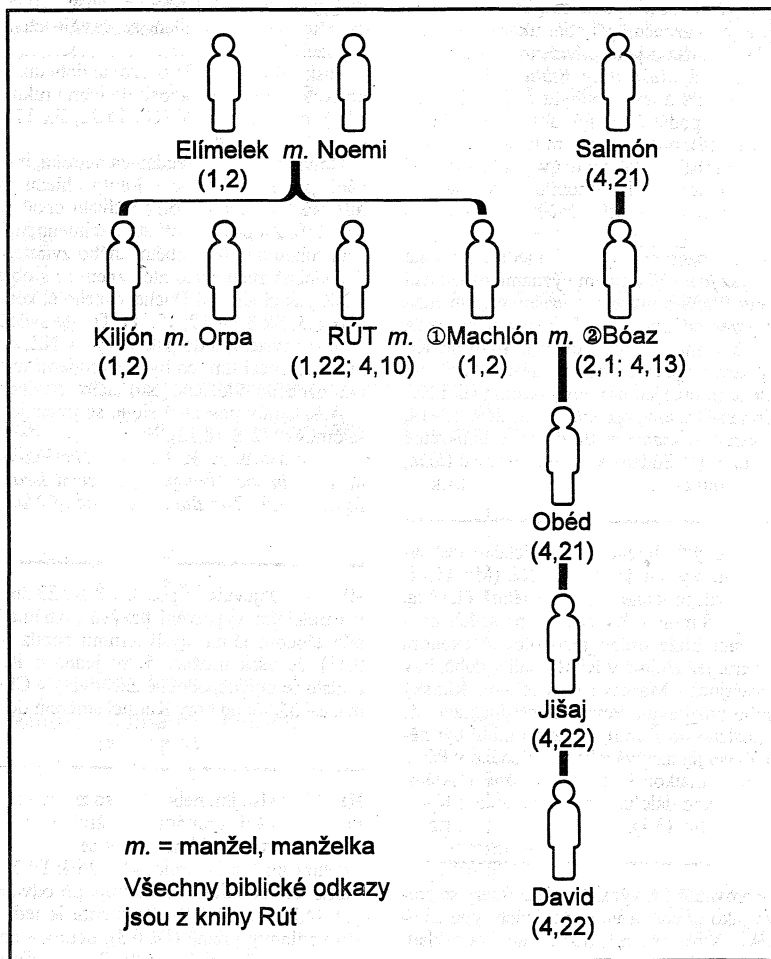 Elímelek m. Noemi Salmón
(1,2) (4,21)
Kiljón m. Orpa RÚT m. ①Machlón m. ②Bóaz
(1,2) (1,22; 4,10) (1,2) (2,1; 4,13)
Obéd
(4,21)
Jišaj
(4,22)
m. = manžel, manželka
Všechny biblické odkazy
jsou z knihy Rút
David
(4,22)